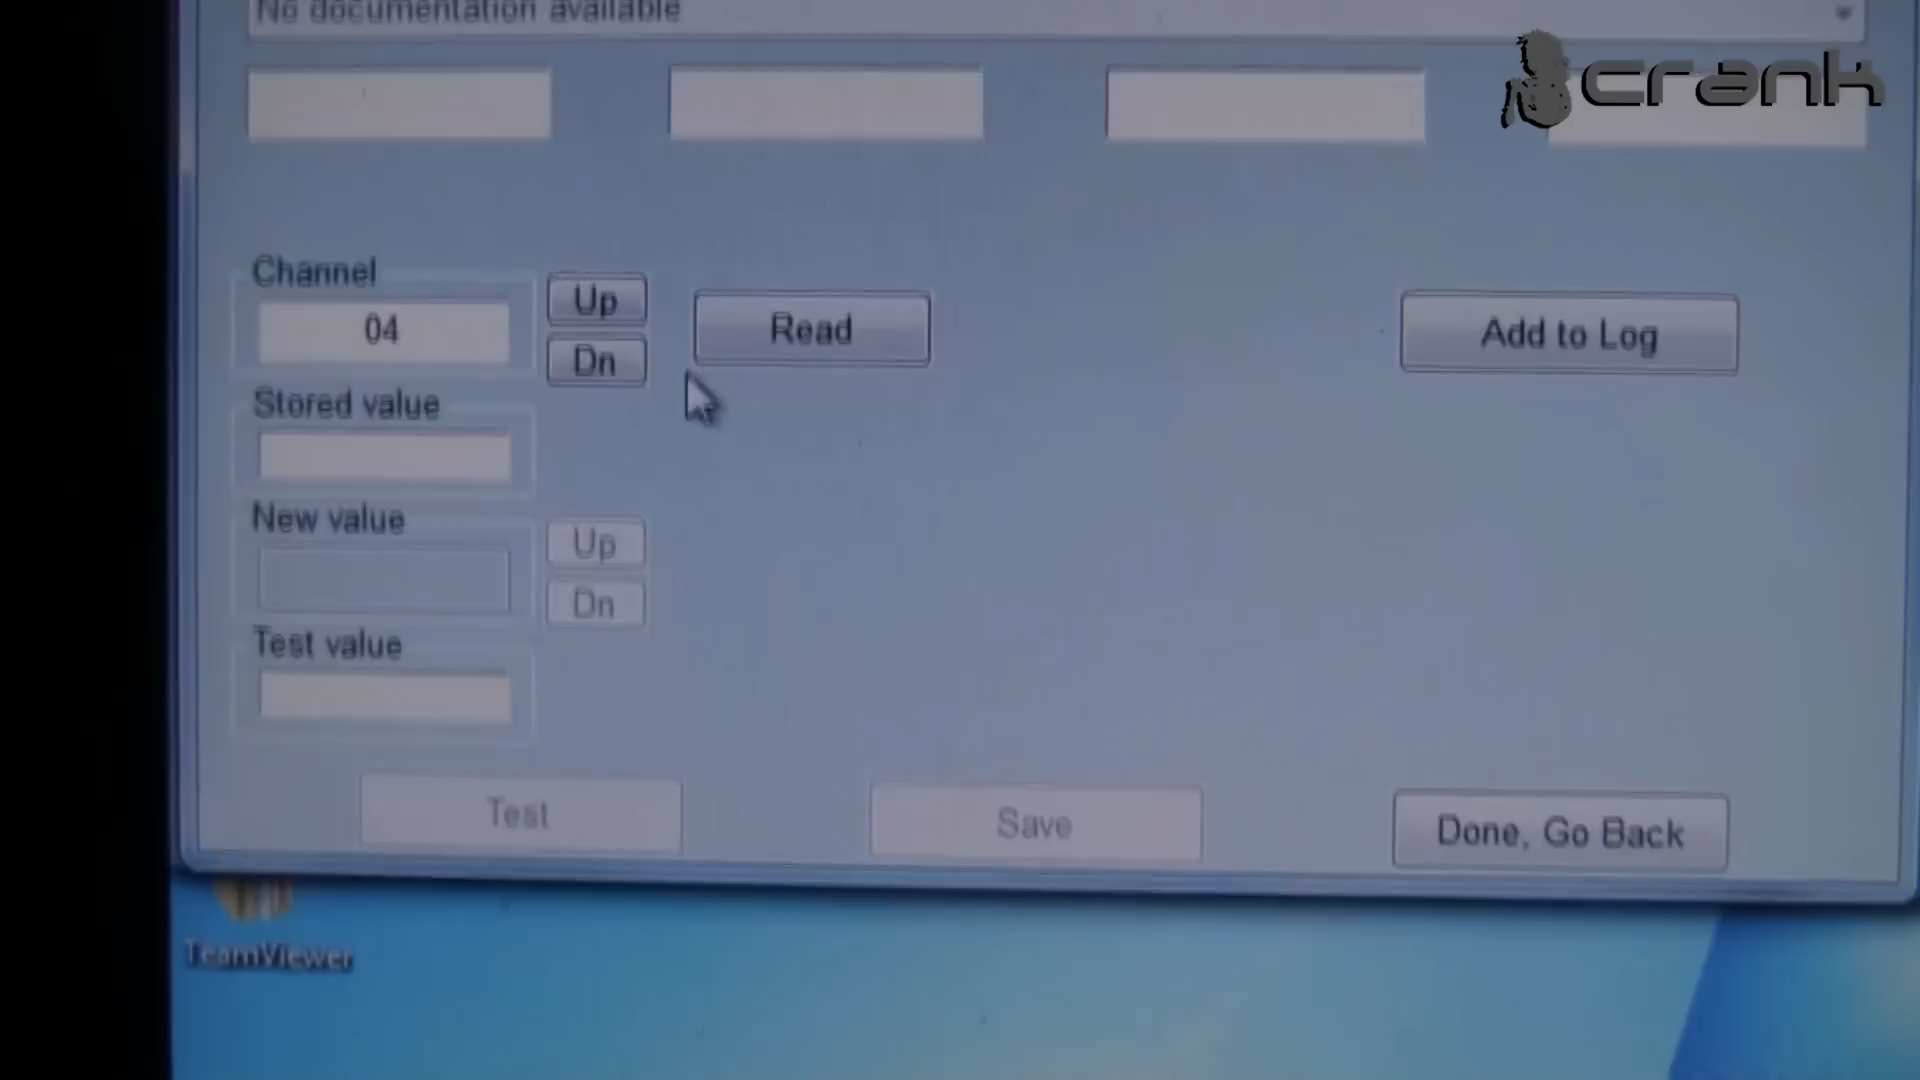 No documentation available
crank
Channel
04
Up
Dn
Read
Add to Log
Stored value
New value
Up
Dn
Test value
Test
Save
Done, Go Back
TeamViewer